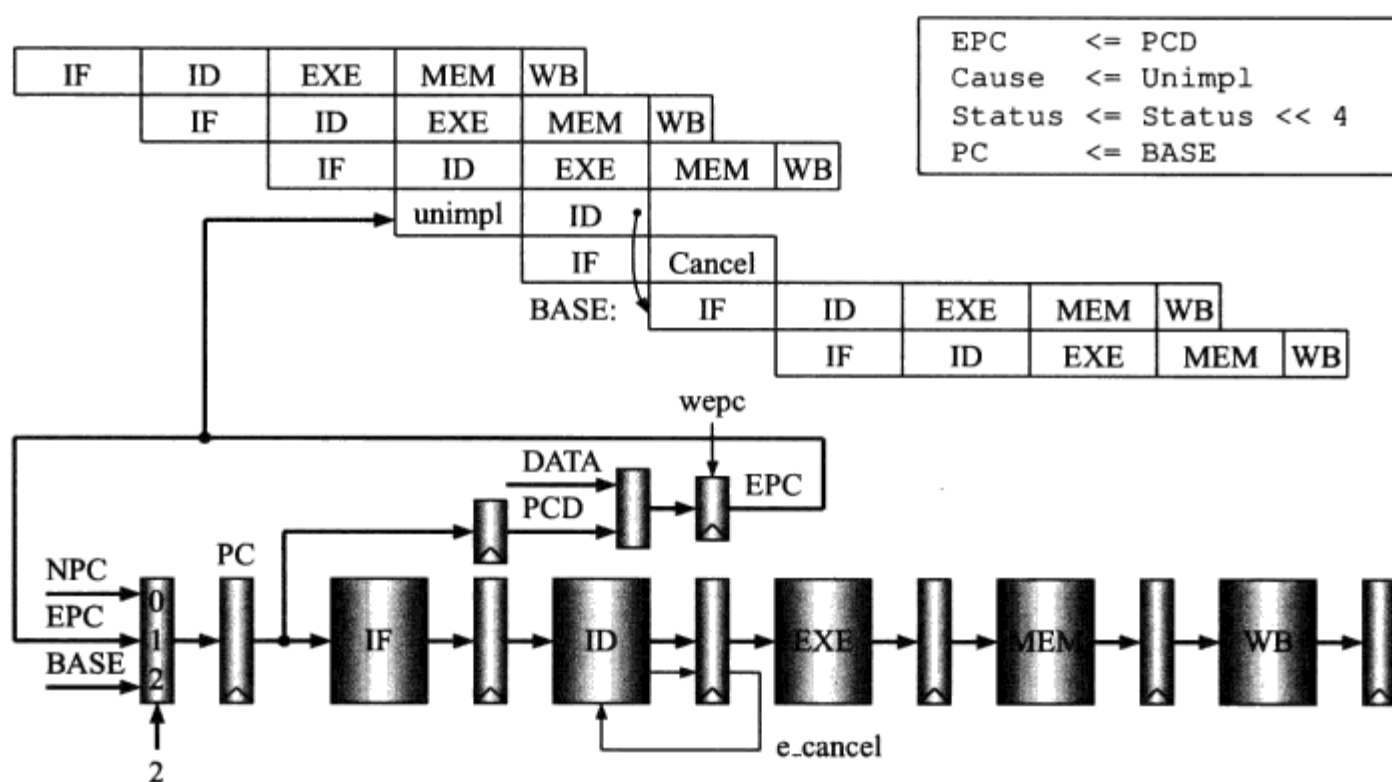 EPC <= PCD
Cause <= Unimpl
Status <= Status << 4
PC <= BASE
IF ID EXE MEM WB
IF ID EXE MEM WB
IF ID EXE MEM WB
unimpl ID
IF Cancel
BASE: IF ID EXE MEM WB
IF ID EXE MEM WB
wepc
DATA
EPC
PCD
PC
NPC
0
EPC
1
BASE
2
IF ID EXE MEM WB
e_cancel
2